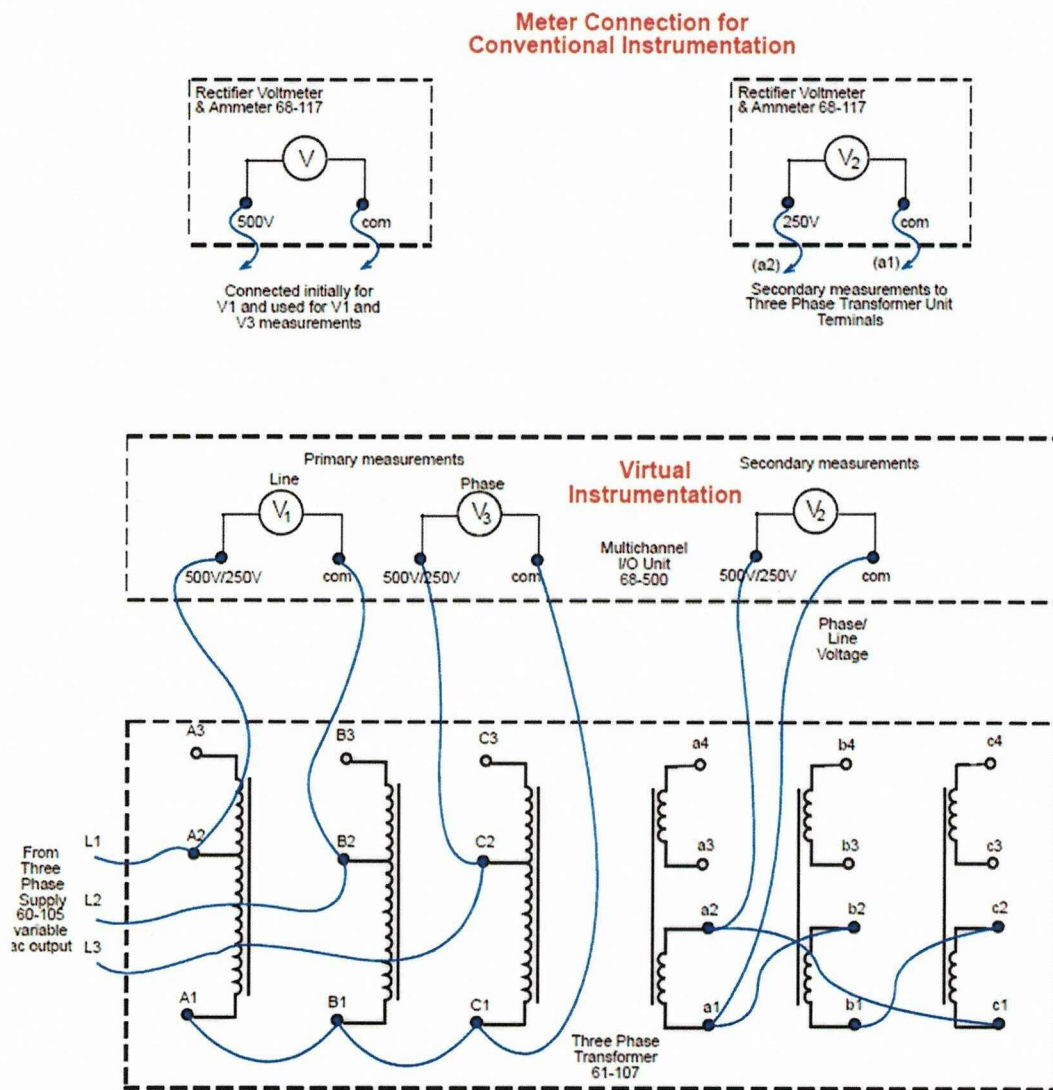 Meter Connection for
Conventional Instrumentation
Rectifier Voltmeter
& Ammeter 68-117
V
500V
com
Connected initially for
V1 and used for V1 and
V3 measurements
Rectifier Voltmeter
& Ammeter 68-117
V2
250V
com
(a2)
(a1)
Secondary measurements to
Three Phase Transformer Unit
Terminals
Primary measurements
Line
V1
500V/250V
com
Phase
V3
500V/250V
com
Virtual
Instrumentation
Multichannel
I/O Unit
68-500
Secondary measurements
V2
500V/250V
com
Phase/
Line
Voltage
From
Three
Phase
Supply
60-105
variable
ac output
L1
L2
L3
A3
A2
A1
B3
B2
B1
C3
C2
C1
a4
a3
a2
a1
b4
b3
b2
b1
c4
c3
c2
c1
Three Phase
Transformer
61-107